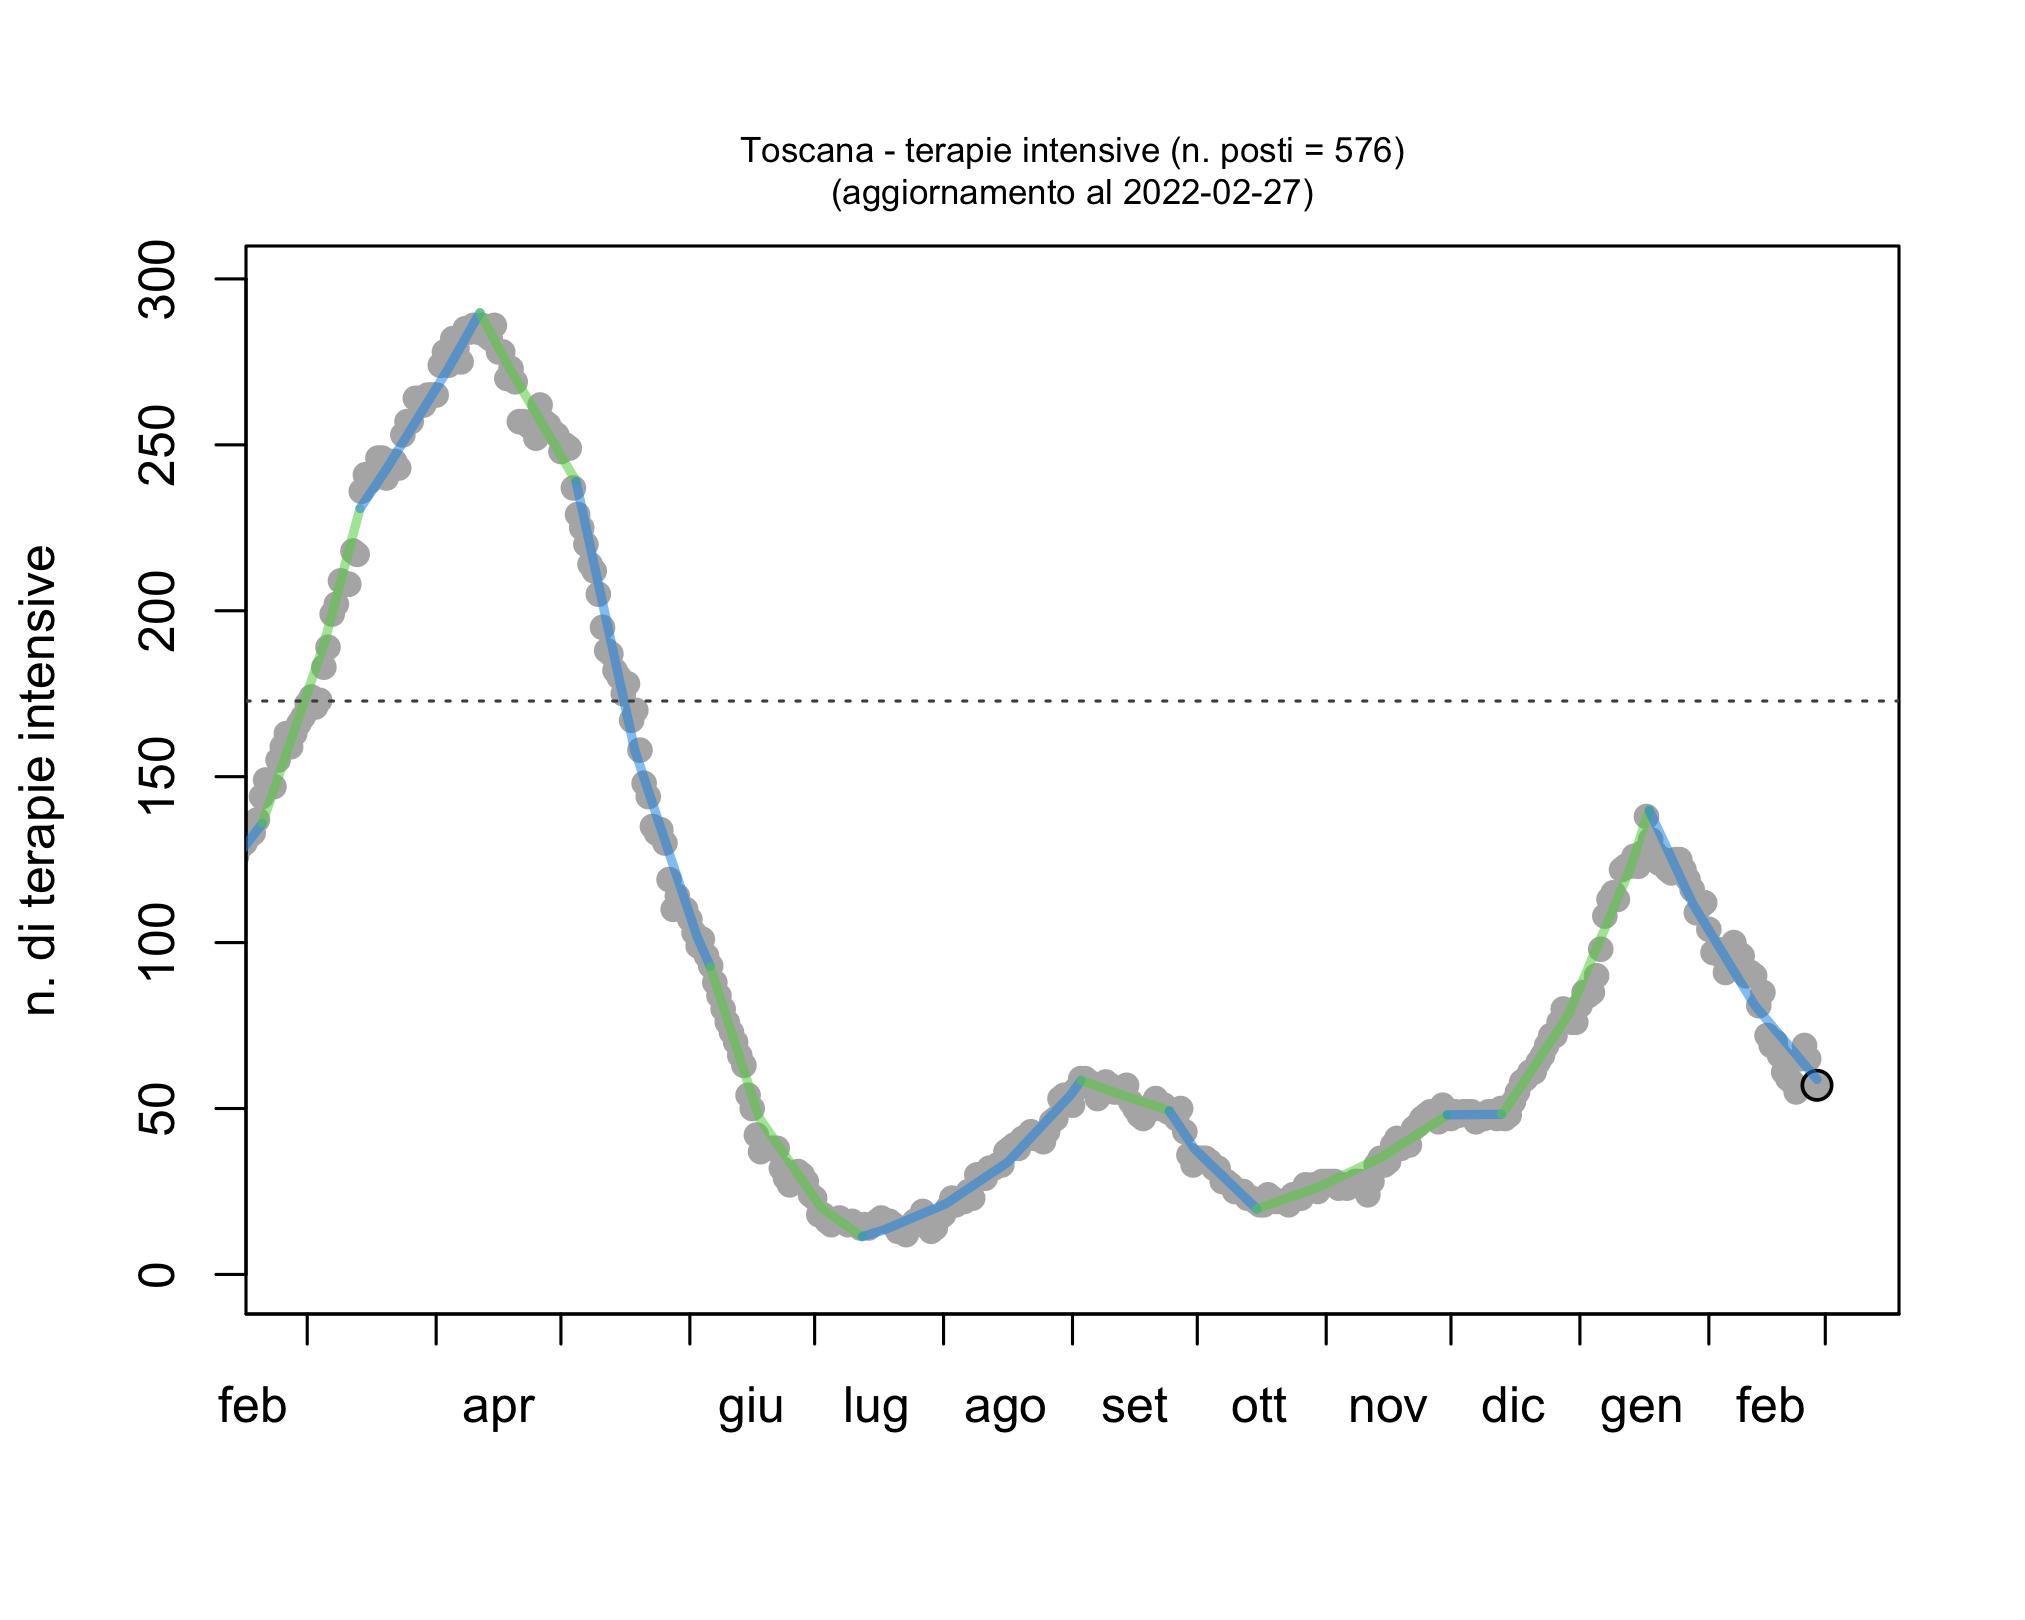 Toscana - terapie intensive (n. posti = 576)
(aggiornamento al 2022-02-27)
n. di terapie intensive
300
250
200
150
100
50
0
feb apr giu lug ago set ott nov dic gen feb